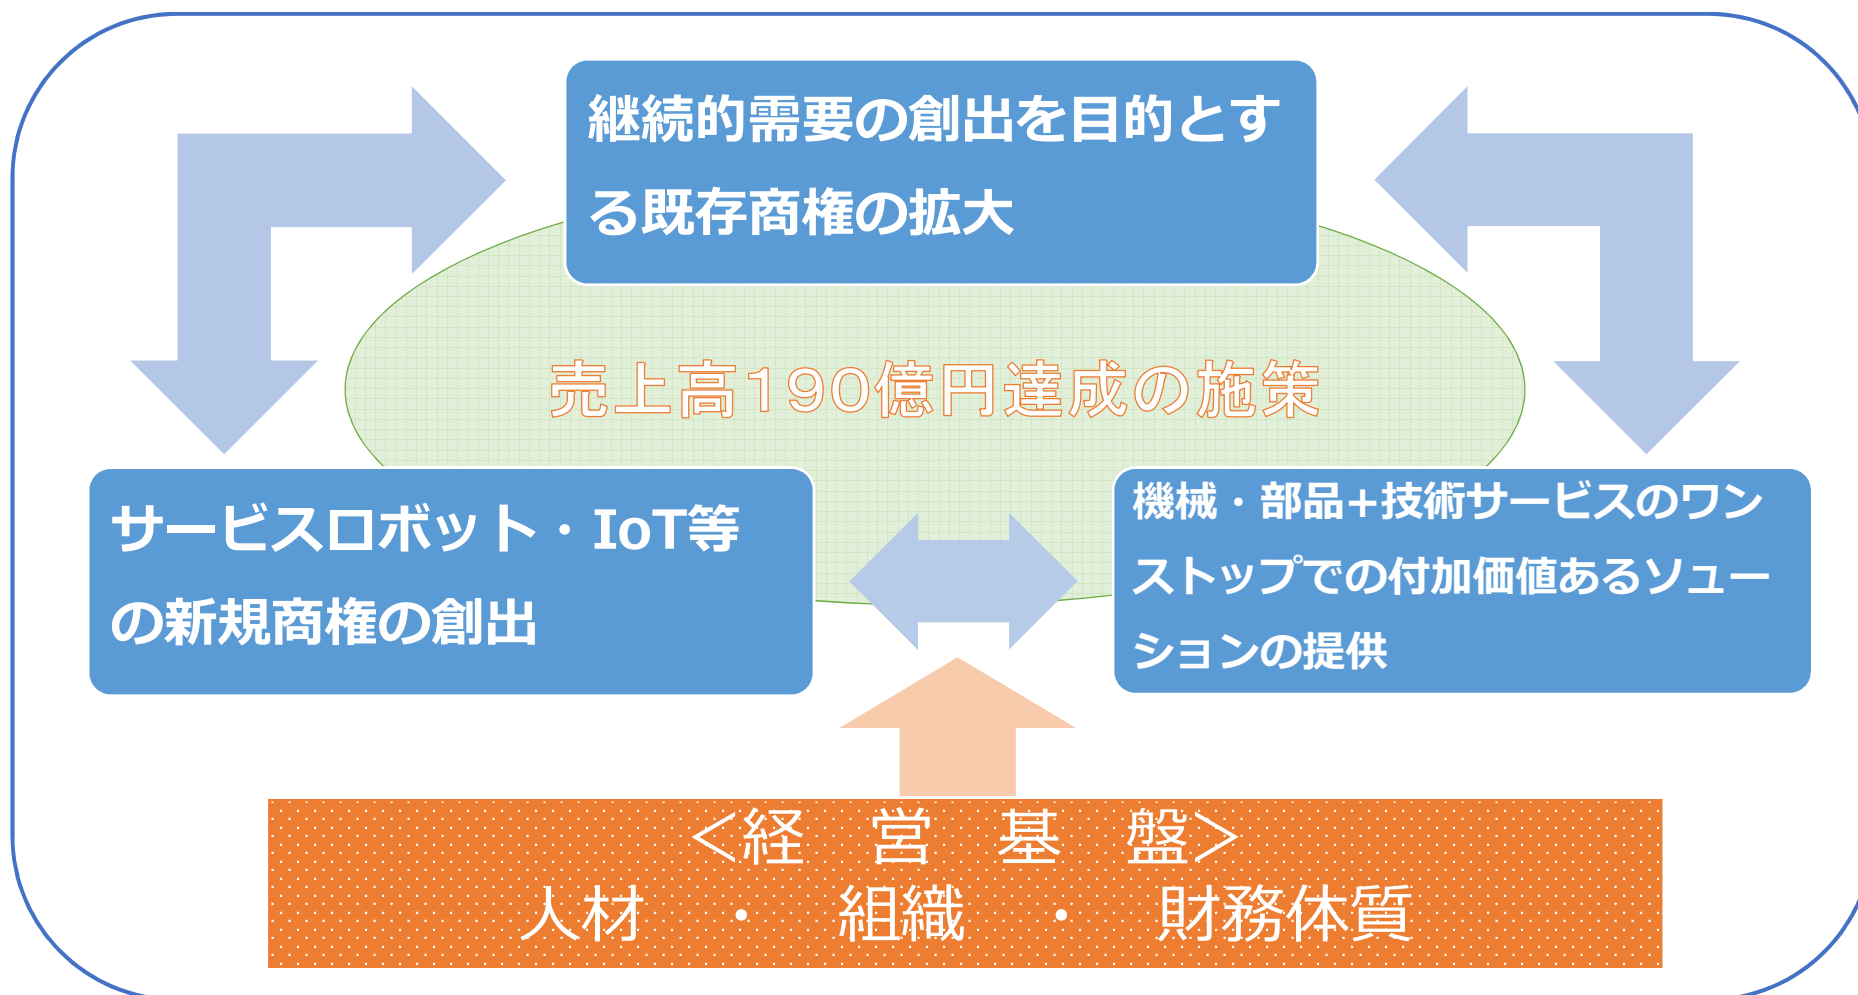 継続的需要の創出を目的とす
る既存商権の拡大
売上高190億円達成の施策
サービスロボット・IoT等
の新規商権の創出
機械・部品+技術サービスのワン
ストップでの付加価値あるソュー
ションの提供
＜経　営　基　盤＞
人材　・　組織　・　財務体質